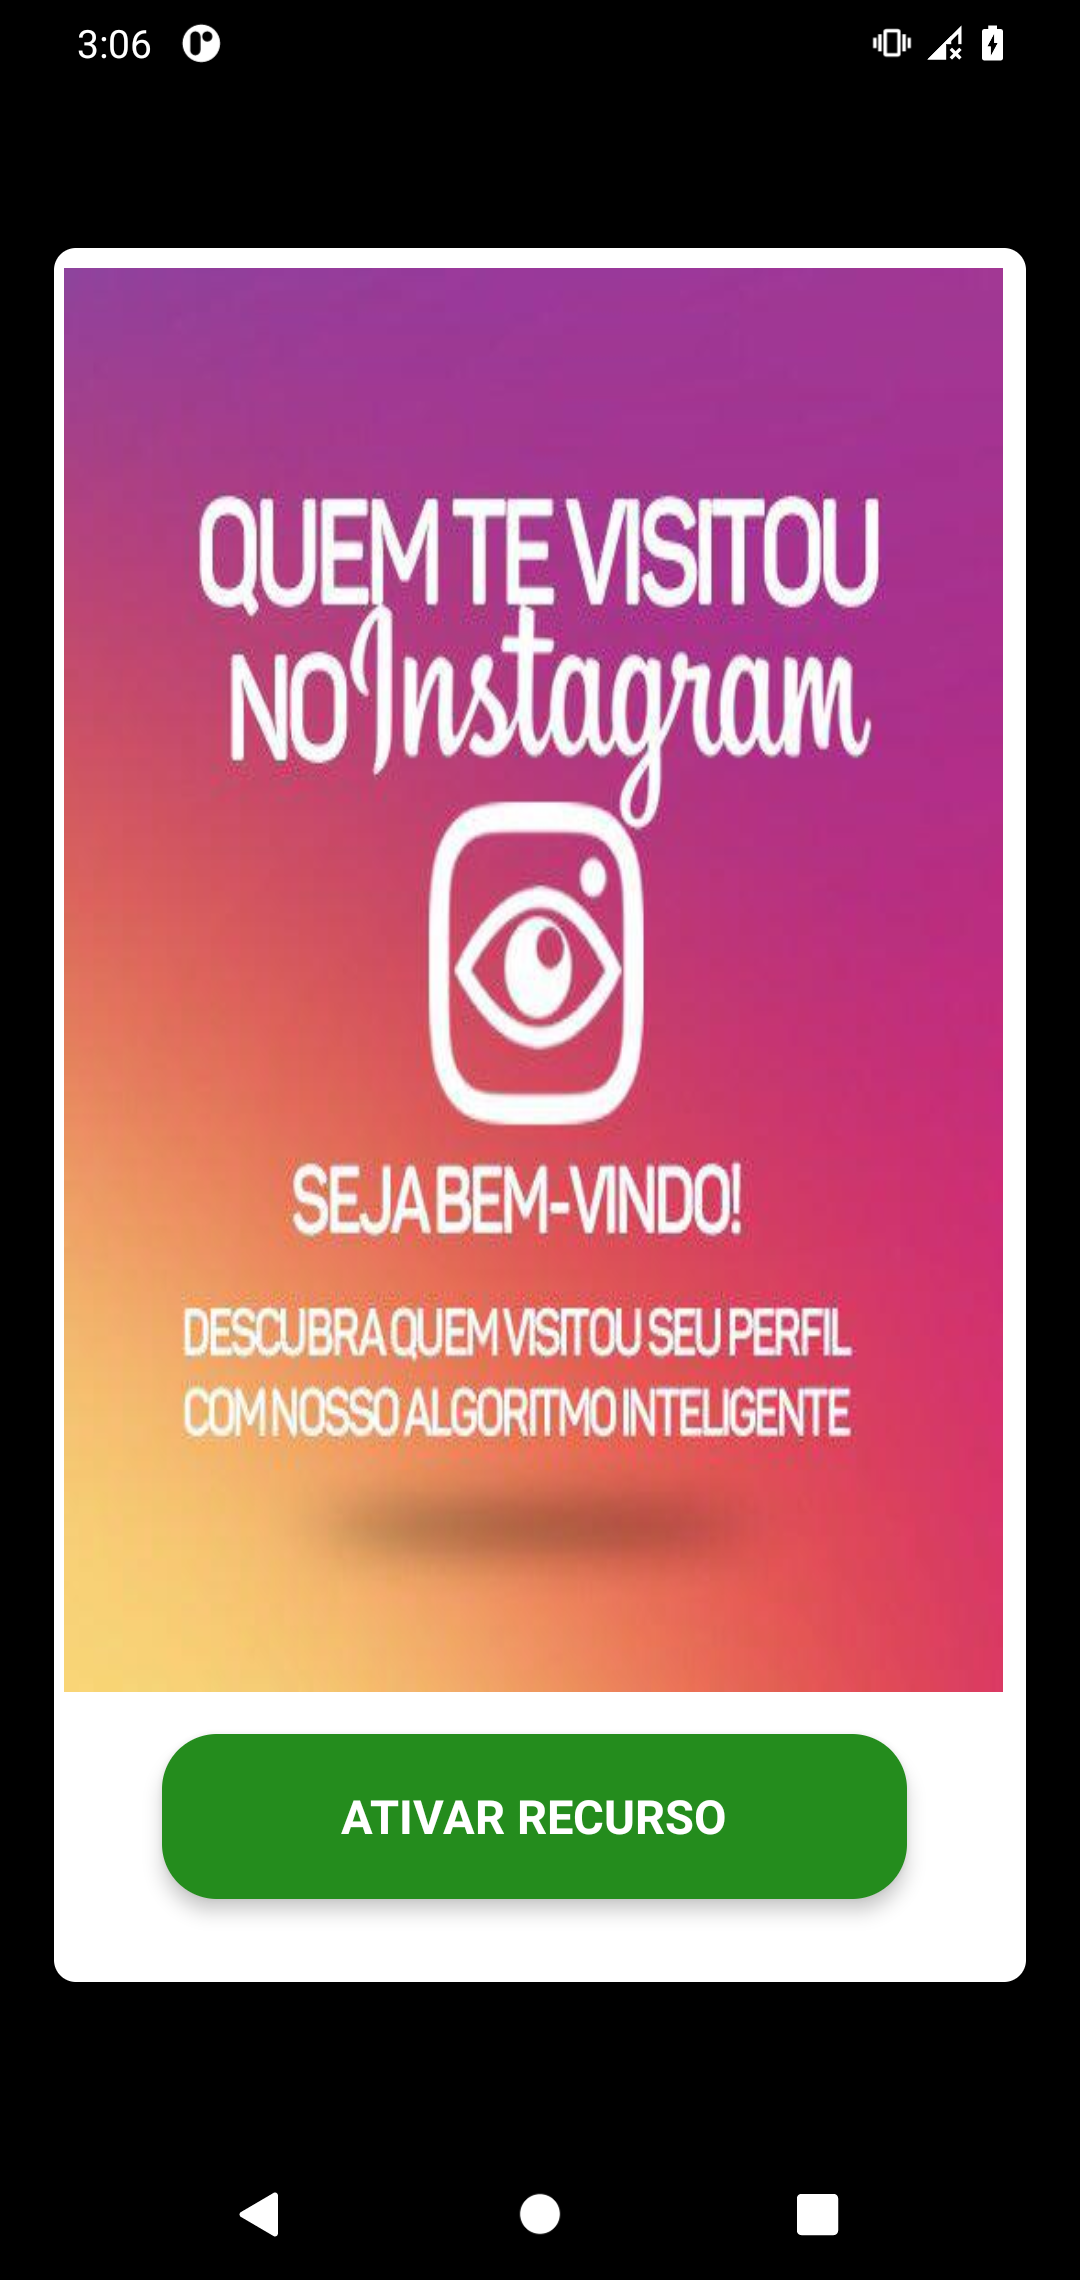 3:06
QUEM TE VISITOU
NO Instagram
SEJA BEM-VINDO!
DESCUBRA QUEM VISITOU SEU PERFIL
COM NOSSO ALGORITMO INTELIGENTE
ATIVAR RECURSO